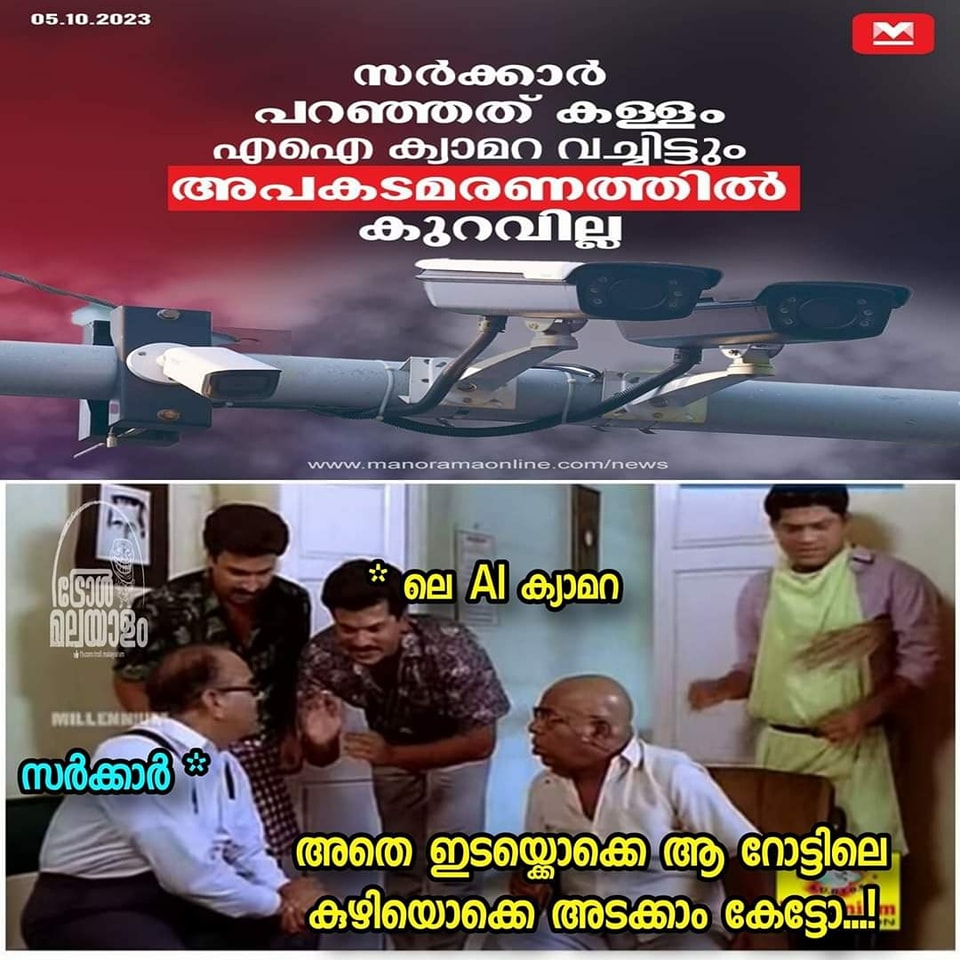 05.10.2023
സർക്കാർ
പറഞ്ഞത് കള്ളം
എഐ ക്യാമറ വച്ചിട്ടും
അപകടമരണത്തിൽ
കുറവില്ല
www.manoramaonline.com/news
* ലെ AI ക്യാമറ
ട്രോൾ
മലയാളം
MILLENNIUM
സർക്കാർ *
അതെ ഇടയ്ക്കൊക്കെ ആ റോട്ടിലെ
കുഴിയൊക്കെ അടക്കാം കേട്ടോ...!